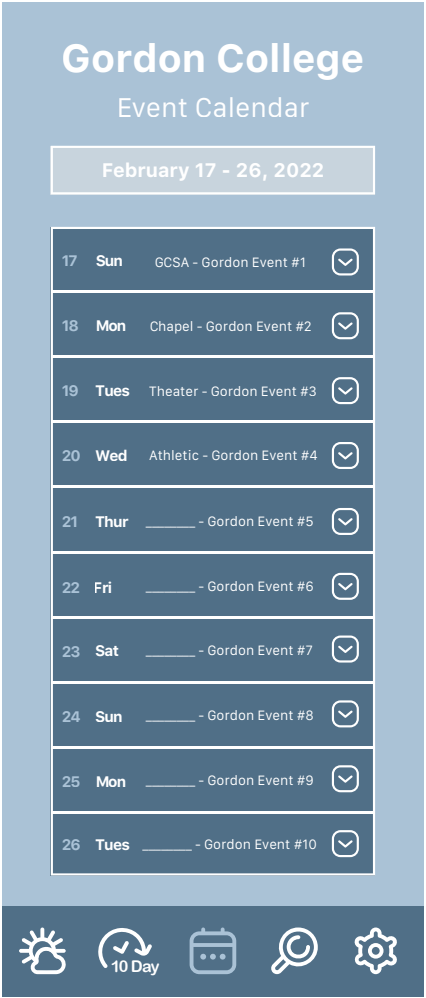 Gordon College
Event Calendar
February 17 - 26, 2022
17 Sun GCSA - Gordon Event #1
18 Mon Chapel - Gordon Event #2
19 Tues Theater - Gordon Event #3
20 Wed Athletic - Gordon Event #4
21 Thur _______ - Gordon Event #5
22 Fri _______ - Gordon Event #6
23 Sat _______ - Gordon Event #7
24 Sun _______ - Gordon Event #8
25 Mon _______ - Gordon Event #9
26 Tues _______ - Gordon Event #10
10 Day